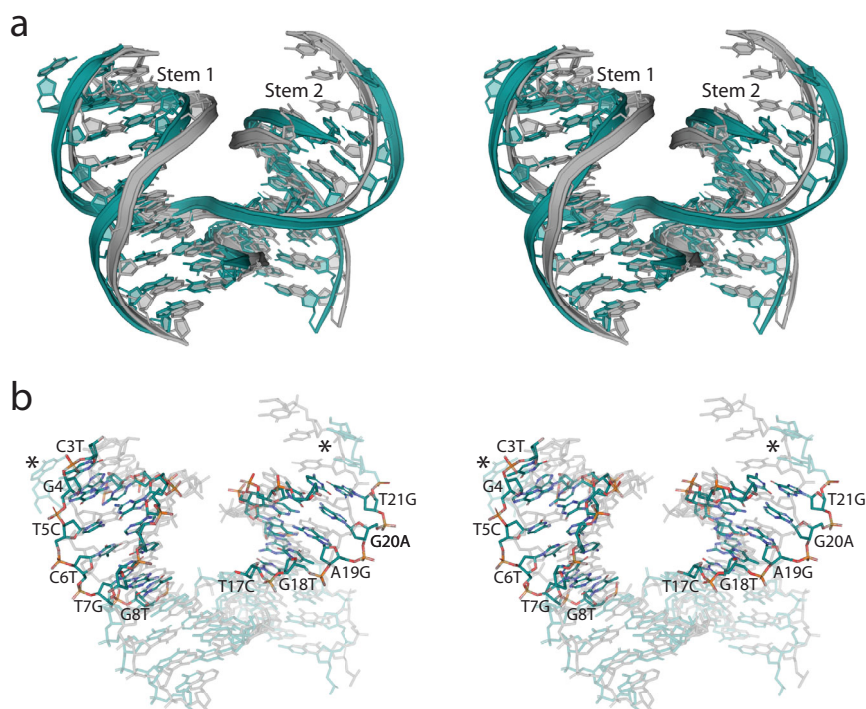 a
Stem 1
Stem 2
Stem 1
Stem 2
b
C3T
*
G4
T5C
C6T
T7G
G8T
*
T21G
G20A
A19G
G18T
T17C
C3T
*
G4
T5C
C6T
T7G
G8T
*
T21G
G20A
A19G
G18T
T17C